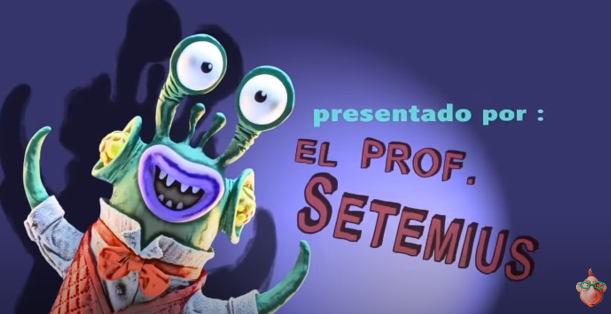 presentado por :
EL PROF.
SETEMIUS